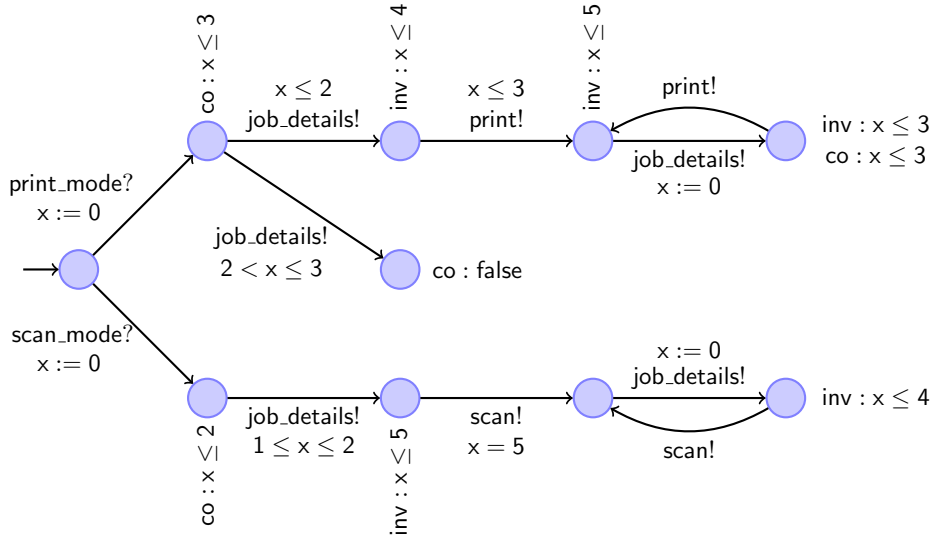 co : x ≤ 3
inv : x ≤ 4
inv : x ≤ 5
x ≤ 2
job_details!
x ≤ 3
print!
print!
inv : x ≤ 3
co : x ≤ 3
job_details!
x := 0
print_mode?
x := 0
job_details!
2 < x ≤ 3
co : false
scan_mode?
x := 0
x := 0
job_details!
inv : x ≤ 4
job_details!
1 ≤ x ≤ 2
scan!
x = 5
scan!
co : x ≤ 2
inv : x ≤ 5